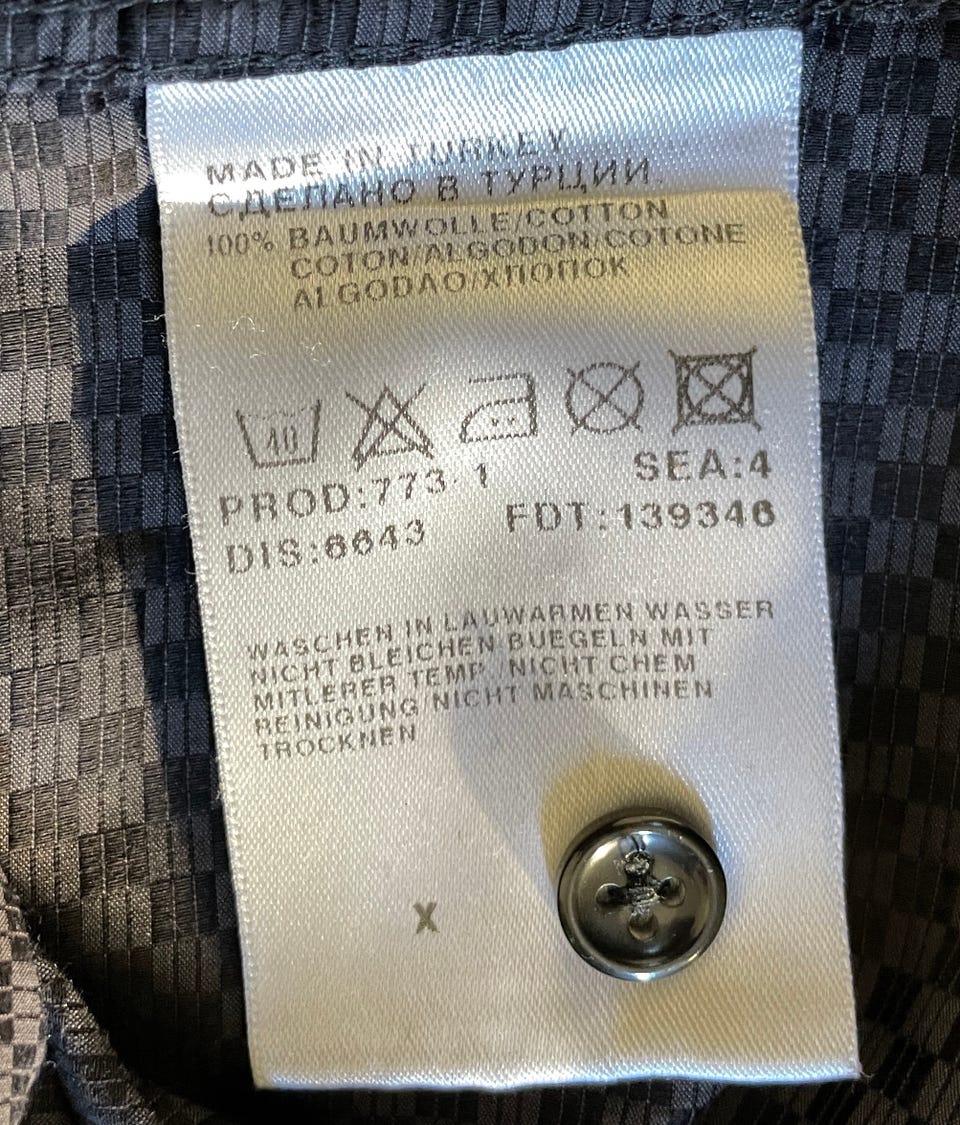 MADE IN TURKEY
СДЕЛАНО В ТУРЦИИ.
100% BAUMWOLLE/COTTON
COTON/ALGODON/COTONE
ALGODAO/ХПОПОК
40
PROD:773-1 SEA:4
DIS:6643 FDT:139346
WASCHEN IN LAUWARMEN WASSER
NICHT BLEICHEN BUEGELN MIT
MITLERER TEMP. NICHT CHEM
REINIGUNG NICHT MASCHINEN
TROCKNEN
X